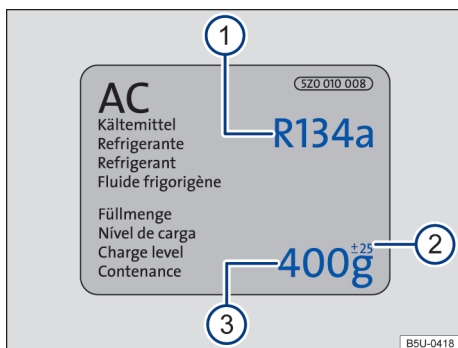 1
5Z0 010 008
AC
Kältemittel
Refrigerante
Refrigerant
Fluide frigorigène
R134a
Füllmenge
Nível de carga
Charge level
Contenance
400g ±25
2
3
B5U-0418